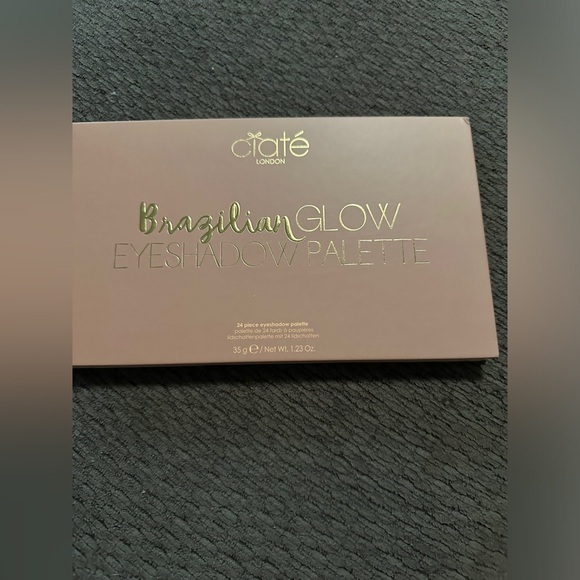 ciaté
LONDON
Brazilian GLOW
EYESHADOW PALETTE
24 piece eyeshadow palette
palette de 24 fards à paupières
lidschattenpalette mit 24 lidschatten
35 g ℮ / Net Wt. 1.23 Oz.